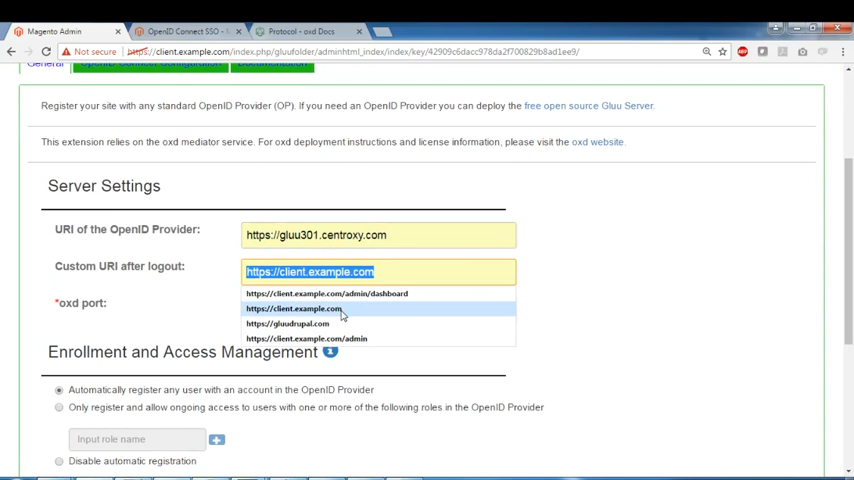 Magento Admin
OpenID Connect SSO - M
Protocol - oxd Docs
Not secure
https://client.example.com/index.php/gluufolder/adminhtml_index/index/key/42909c6dacc978da2f700829b8ad1ee9/
General
OpenID Connect Configuration
Documentation
Register your site with any standard OpenID Provider (OP). If you need an OpenID Provider you can deploy the free open source Gluu Server.
This extension relies on the oxd mediator service. For oxd deployment instructions and license information, please visit the oxd website.
Server Settings
URI of the OpenID Provider:
https://gluu301.centroxy.com
Custom URI after logout:
https://client.example.com
https://client.example.com/admin/dashboard
*oxd port:
https://client.example.com
https://gluudrupal.com
https://client.example.com/admin
Enrollment and Access Management
Automatically register any user with an account in the OpenID Provider
Only register and allow ongoing access to users with one or more of the following roles in the OpenID Provider
Input role name
Disable automatic registration